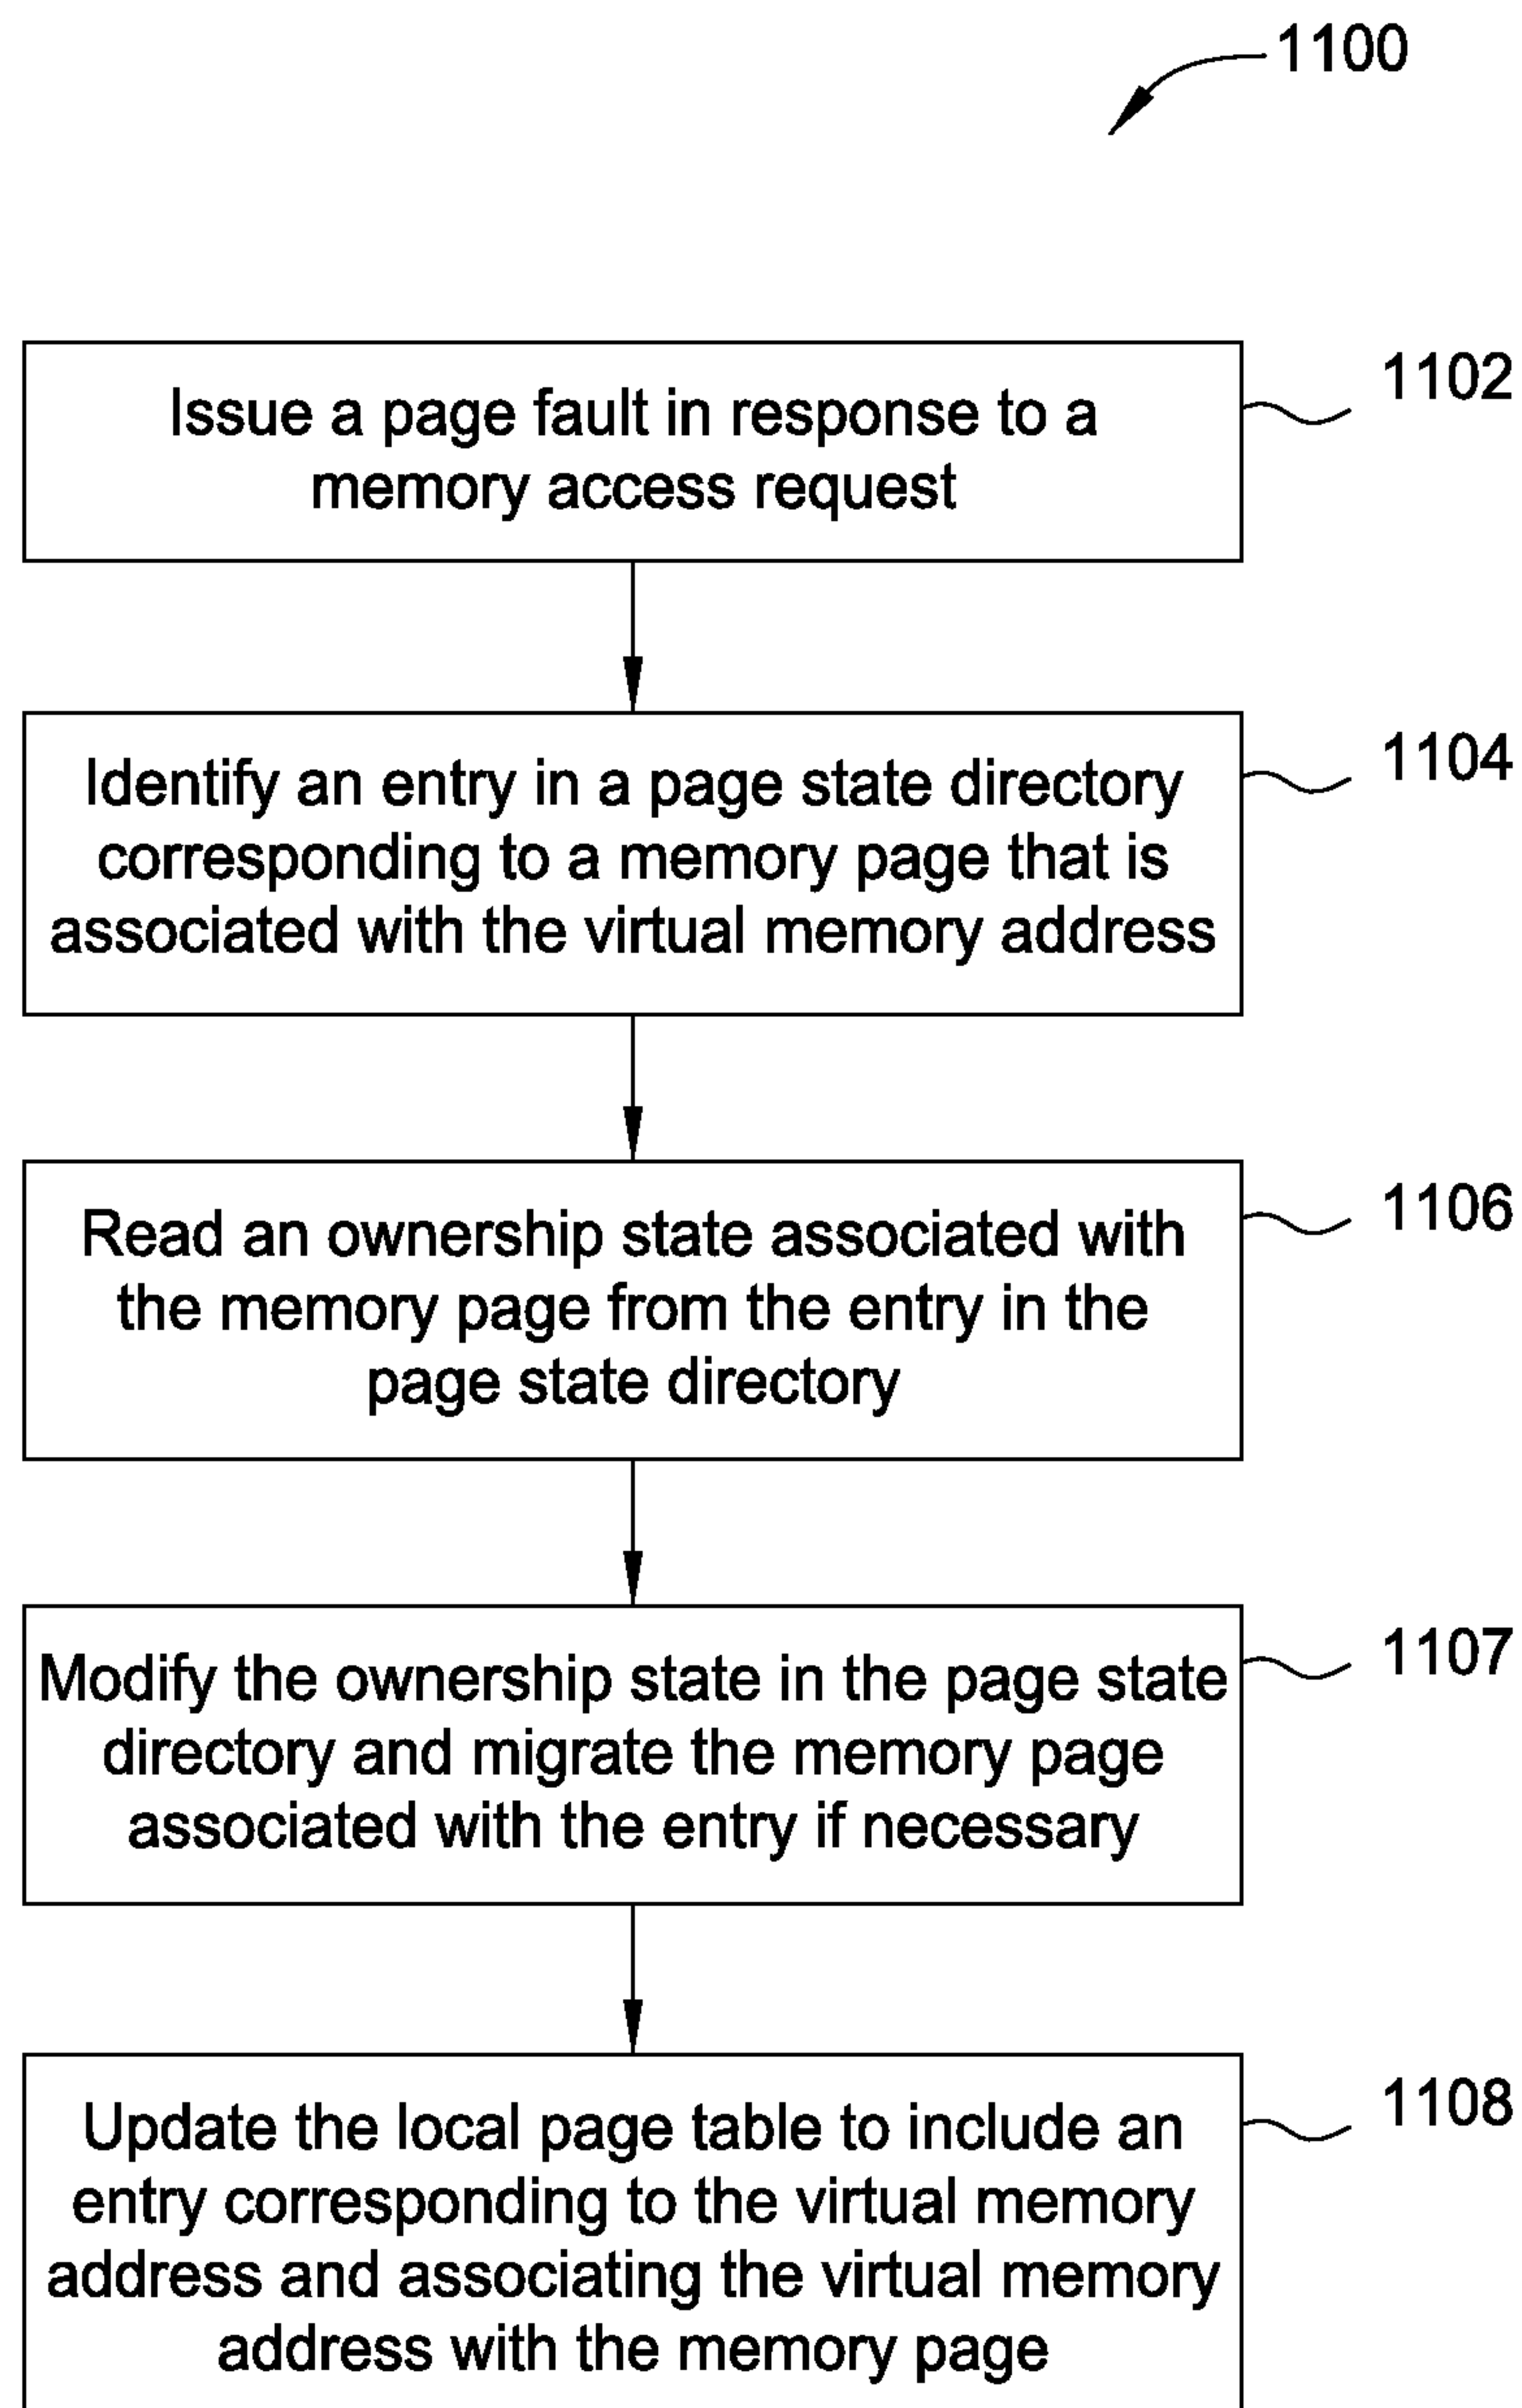 1100
Issue a page fault in response to a
memory access request
1102
Identify an entry in a page state directory
corresponding to a memory page that is
associated with the virtual memory address
1104
Read an ownership state associated with
the memory page from the entry in the
page state directory
1106
Modify the ownership state in the page state
directory and migrate the memory page
associated with the entry if necessary
1107
Update the local page table to include an
entry corresponding to the virtual memory
address and associating the virtual memory
address with the memory page
1108